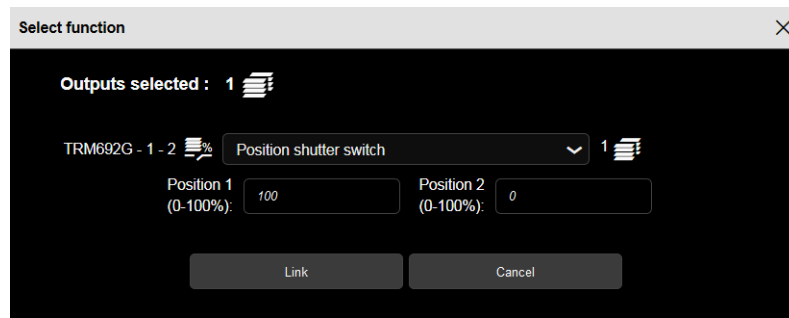 Select function
Outputs selected : 1
TRM692G - 1 - 2 % Position shutter switch 1
Position 1 (0-100%): 100 Position 2 (0-100%): 0
Link Cancel